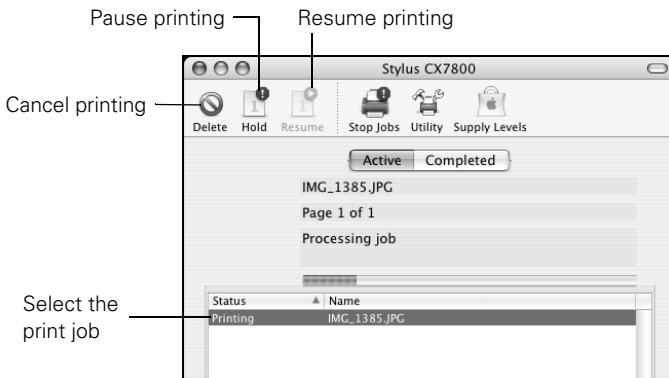 Pause printing
Resume printing
Stylus CX7800
Cancel printing
Delete Hold Resume Stop Jobs Utility Supply Levels
Active Completed
IMG_1385.JPG
Page 1 of 1
Processing job
Select the
print job
Status Name
Printing IMG_1385.JPG